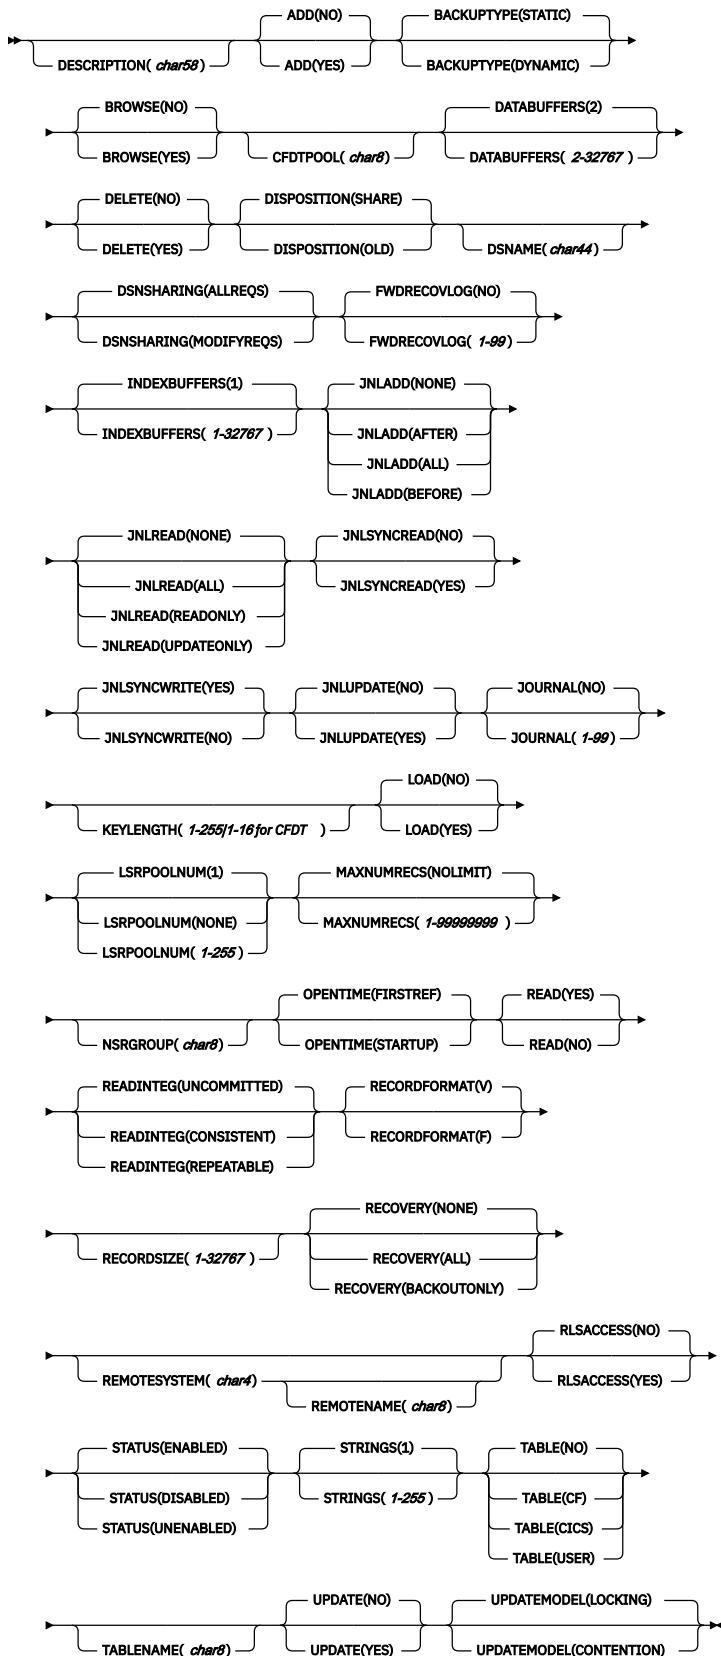 ADD(NO) BACKUPTYPE(STATIC)
DESCRIPTION( char58 ) ADD(YES) BACKUPTYPE(DYNAMIC)
BROWSE(NO) DATABUFFERS(2)
BROWSE(YES) CFDTPOOL( char8 ) DATABUFFERS( 2-32767 )
DELETE(NO) DISPOSITION(SHARE)
DELETE(YES) DISPOSITION(OLD) DSNAME( char44 )
DSNSHARING(ALLREQS) FWDRECOVLOG(NO)
DSNSHARING(MODIFYREQS) FWDRECOVLOG( 1-99 )
INDEXBUFFERS(1) JNLADD(NONE)
INDEXBUFFERS( 1-32767 ) JNLADD(AFTER)
JNLADD(ALL)
JNLADD(BEFORE)
JNLREAD(NONE) JNLSYNCREAD(NO)
JNLREAD(ALL) JNLSYNCREAD(YES)
JNLREAD(READONLY)
JNLREAD(UPDATEONLY)
JNLSYNCWRITE(YES) JNLUPDATE(NO) JOURNAL(NO)
JNLSYNCWRITE(NO) JNLUPDATE(YES) JOURNAL( 1-99 )
LOAD(NO)
KEYLENGTH( 1-255|1-16 for CFDT ) LOAD(YES)
LSRPOOLNUM(1) MAXNUMRECS(NOLIMIT)
LSRPOOLNUM(NONE) MAXNUMRECS( 1-99999999 )
LSRPOOLNUM( 1-255 )
OPENTIME(FIRSTREF) READ(YES)
NSRGROUP( char8 ) OPENTIME(STARTUP) READ(NO)
READINTEG(UNCOMMITTED) RECORDFORMAT(V)
READINTEG(CONSISTENT) RECORDFORMAT(F)
READINTEG(REPEATABLE)
RECOVERY(NONE)
RECORDSIZE( 1-32767 ) RECOVERY(ALL)
RECOVERY(BACKOUTONLY)
RLSACCESS(NO)
REMOTESYSTEM( char4 ) RLSACCESS(YES)
REMOTENAME( char8 )
STATUS(ENABLED) STRINGS(1) TABLE(NO)
STATUS(DISABLED) STRINGS( 1-255 ) TABLE(CF)
STATUS(UNENABLED) TABLE(CICS)
TABLE(USER)
UPDATE(NO) UPDATEMODEL(LOCKING)
TABLENAME( char8 ) UPDATE(YES) UPDATEMODEL(CONTENTION)